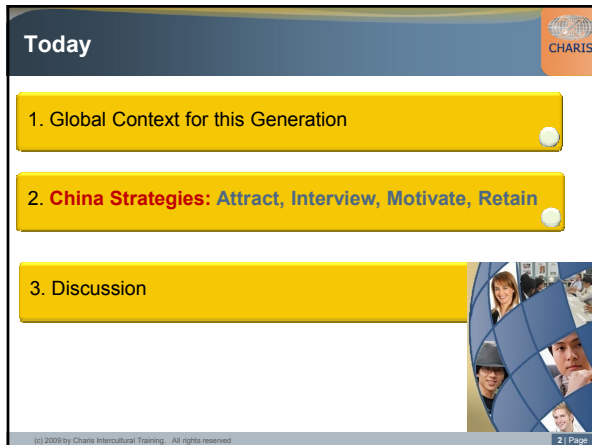 Today
CHARIS
1. Global Context for this Generation
2. China Strategies: Attract, Interview, Motivate, Retain
3. Discussion
(c) 2009 by Charis Intercultural Training. All rights reserved
2 | Page